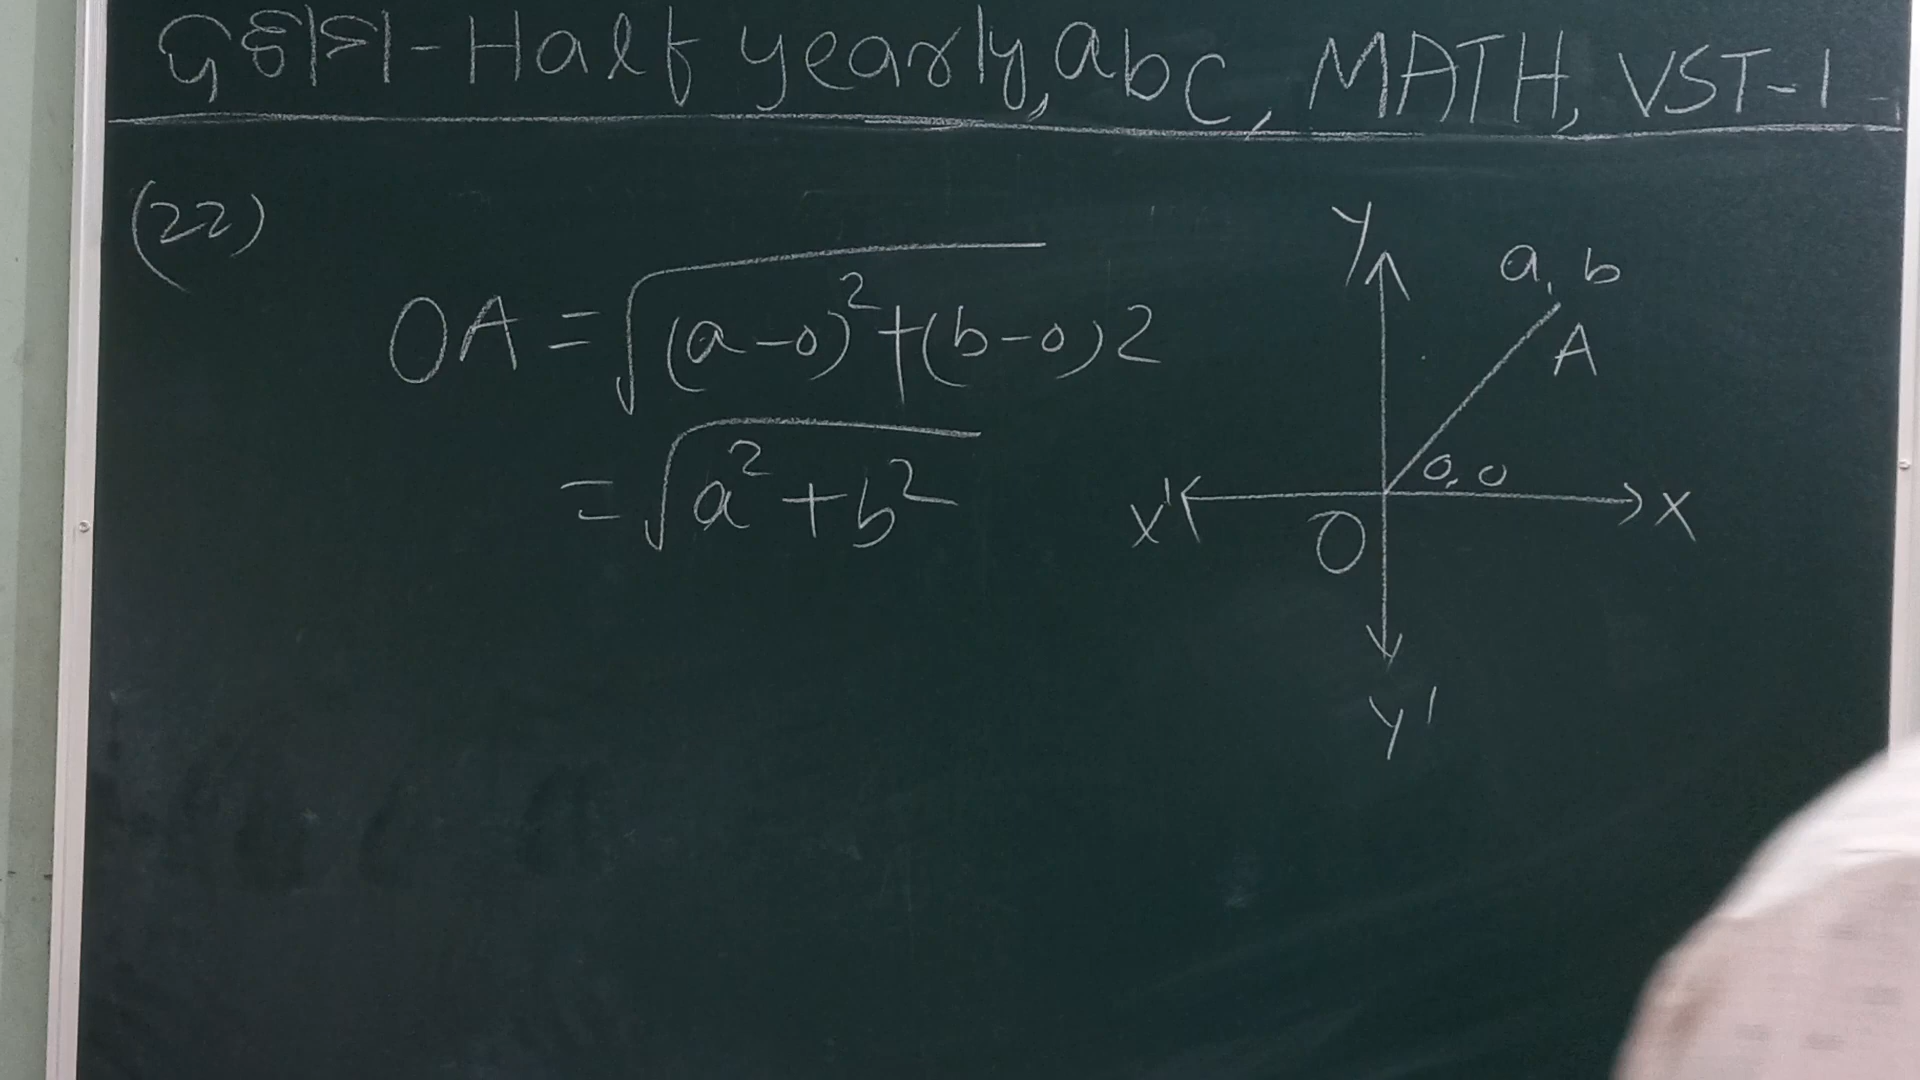 -Half yearly, abc, MATH, VST-1
(22)
OA = √(a-0)²+(b-0)2
= √a²+b²
Y
a, b
A
0,0
X'
X
O
Y'